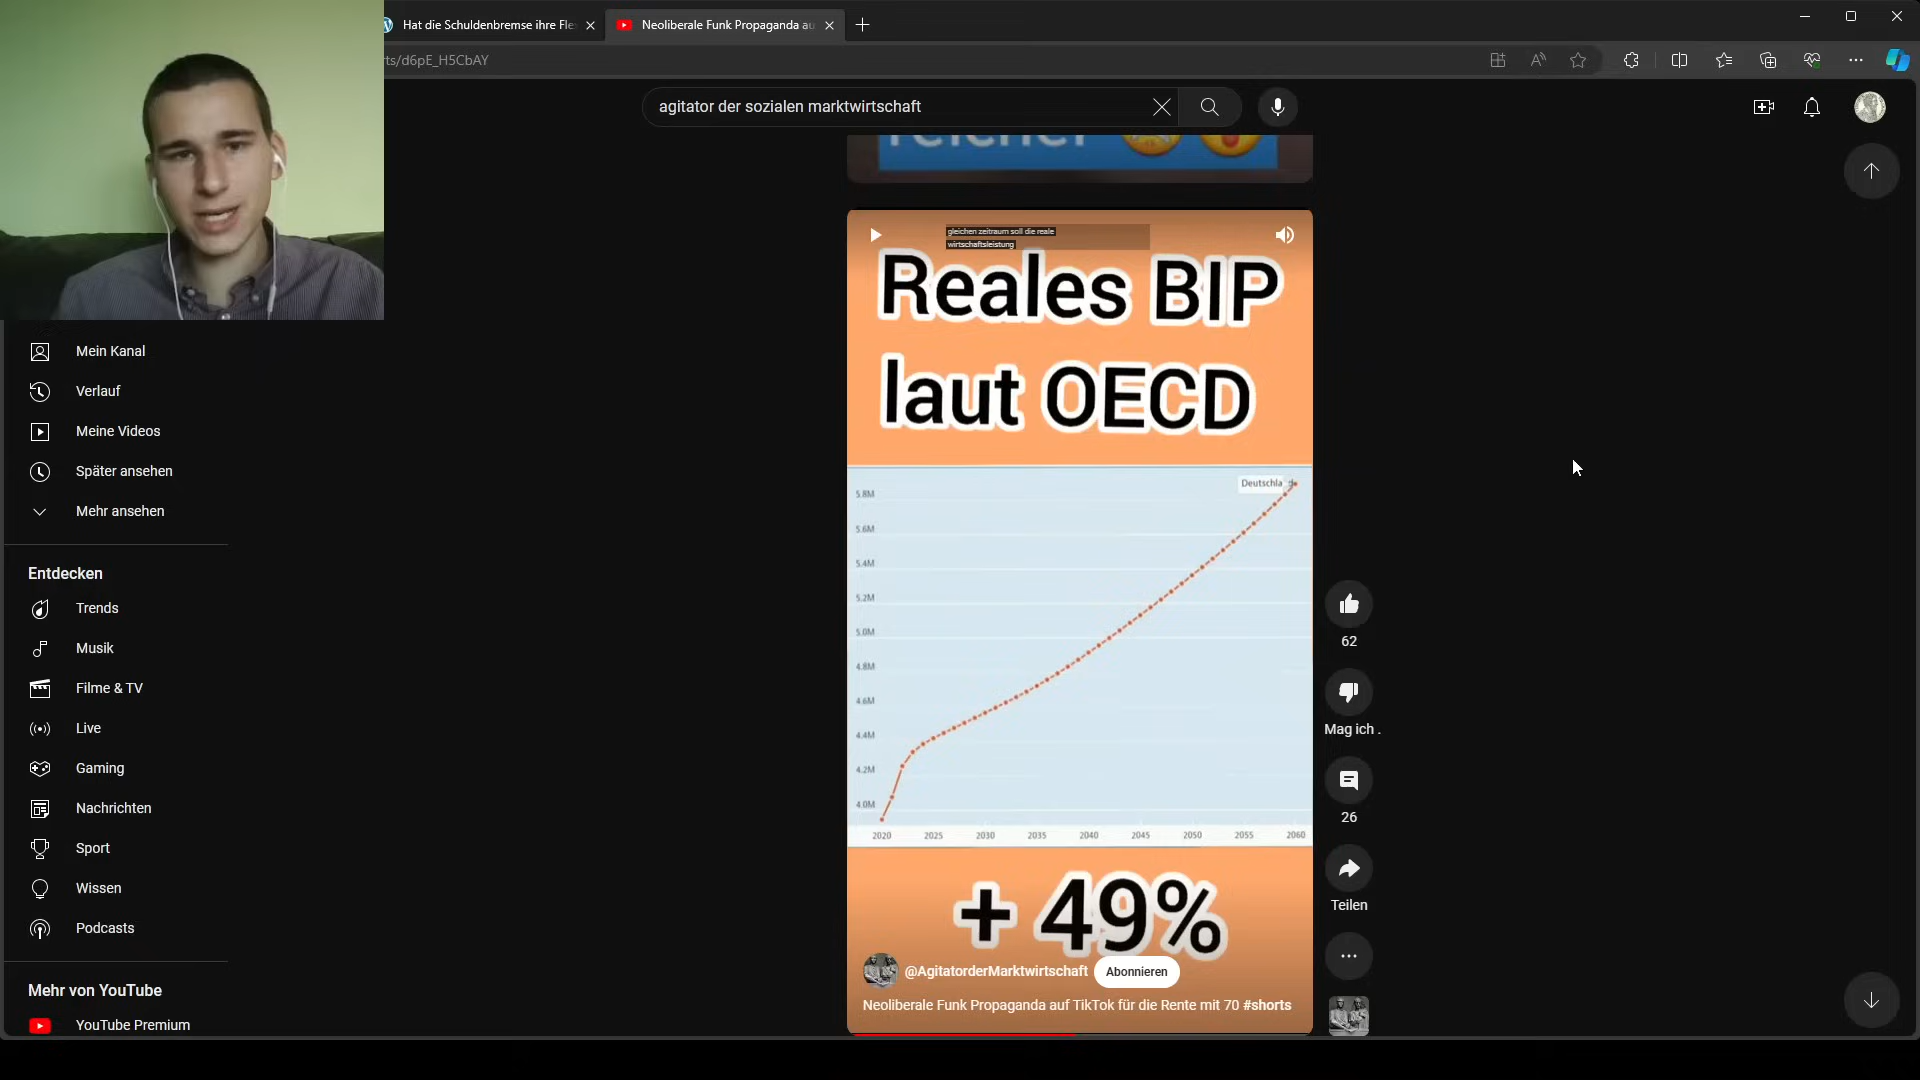 Hat die Schuldenbremse ihre Fle
Neoliberale Funk Propaganda au
ts/d6pE_H5CbAY
agitator der sozialen marktwirtschaft
reicher
gleichen zeitraum soll die reale
wirtschaftsleistung
Reales BIP
laut OECD
Deutschla d
5.8M
5.6M
5.4M
5.2M
5.0M
4.8M
4.6M
4.4M
4.2M
4.0M
2020 2025 2030 2035 2040 2045 2050 2055 2060
+ 49%
@AgitatorderMarktwirtschaft
Abonnieren
Neoliberale Funk Propaganda auf TikTok für die Rente mit 70 #shorts
62
Mag ich .
26
Teilen
Mein Kanal
Verlauf
Meine Videos
Später ansehen
Mehr ansehen
Entdecken
Trends
Musik
Filme & TV
Live
Gaming
Nachrichten
Sport
Wissen
Podcasts
Mehr von YouTube
YouTube Premium